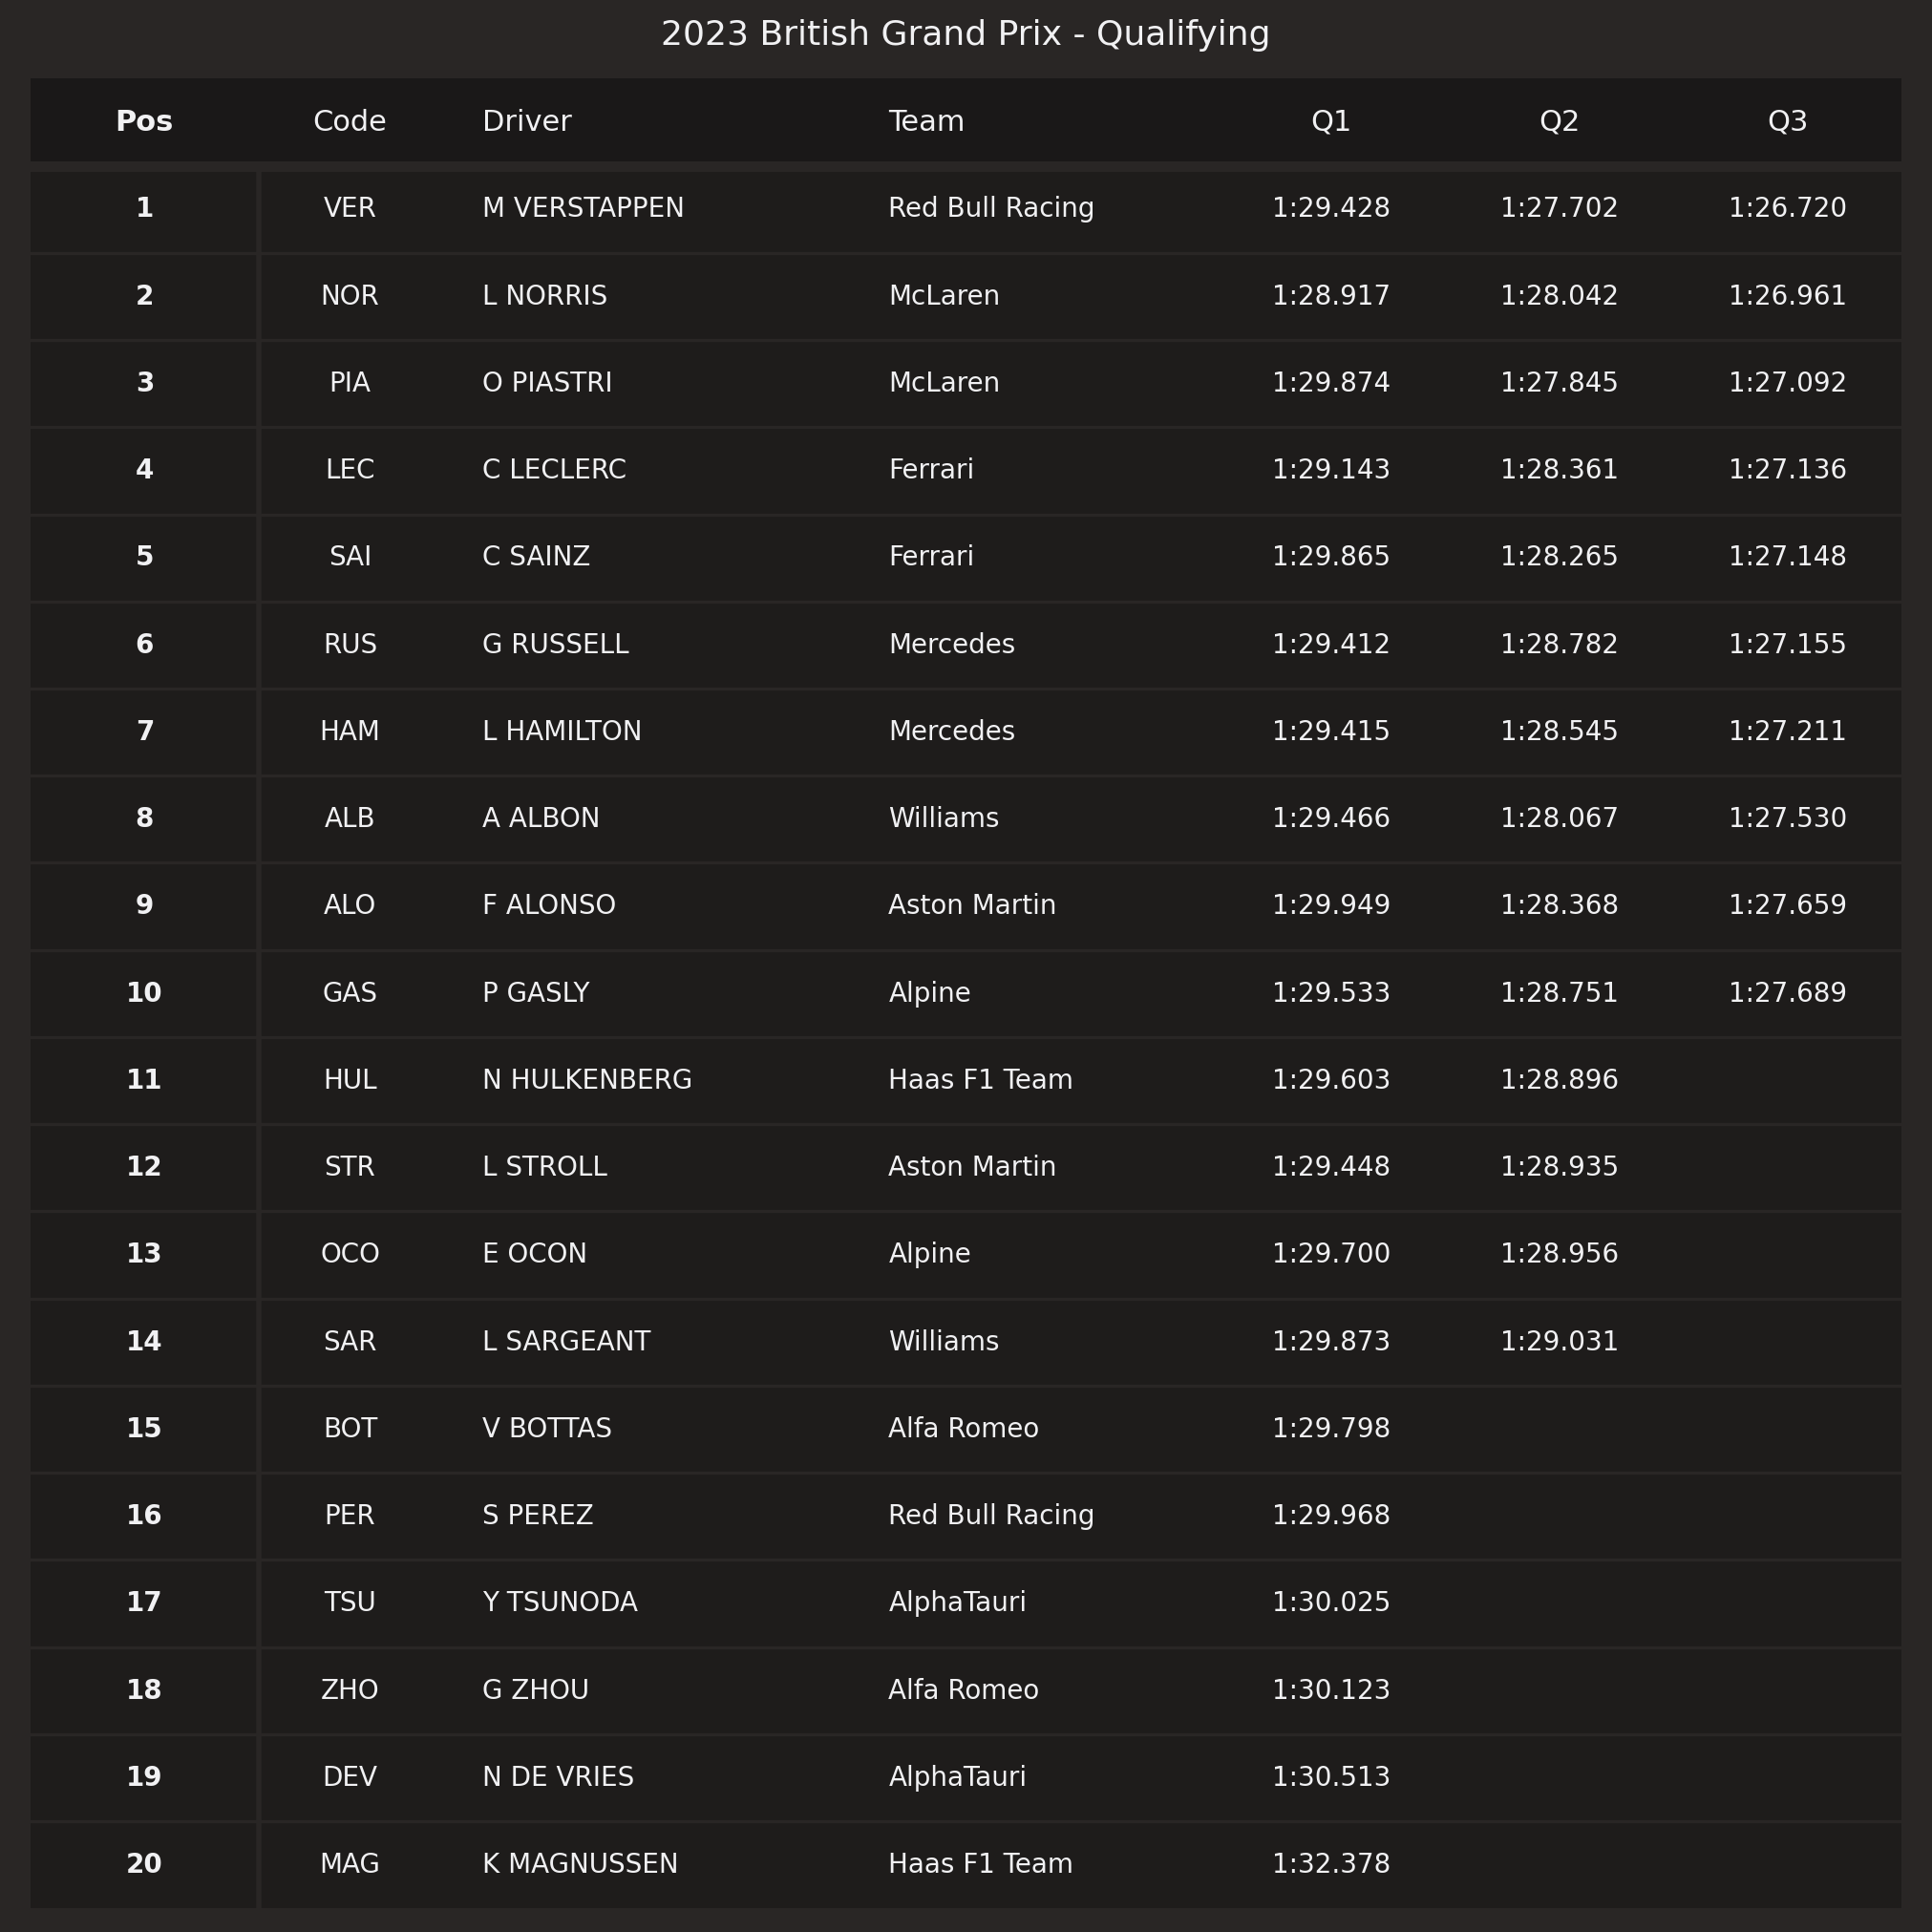 2023 British Grand Prix - Qualifying
Pos Code Driver Team Q1 Q2 Q3
1 VER M VERSTAPPEN Red Bull Racing 1:29.428 1:27.702 1:26.720
2 NOR L NORRIS McLaren 1:28.917 1:28.042 1:26.961
3 PIA O PIASTRI McLaren 1:29.874 1:27.845 1:27.092
4 LEC C LECLERC Ferrari 1:29.143 1:28.361 1:27.136
5 SAI C SAINZ Ferrari 1:29.865 1:28.265 1:27.148
6 RUS G RUSSELL Mercedes 1:29.412 1:28.782 1:27.155
7 HAM L HAMILTON Mercedes 1:29.415 1:28.545 1:27.211
8 ALB A ALBON Williams 1:29.466 1:28.067 1:27.530
9 ALO F ALONSO Aston Martin 1:29.949 1:28.368 1:27.659
10 GAS P GASLY Alpine 1:29.533 1:28.751 1:27.689
11 HUL N HULKENBERG Haas F1 Team 1:29.603 1:28.896
12 STR L STROLL Aston Martin 1:29.448 1:28.935
13 OCO E OCON Alpine 1:29.700 1:28.956
14 SAR L SARGEANT Williams 1:29.873 1:29.031
15 BOT V BOTTAS Alfa Romeo 1:29.798
16 PER S PEREZ Red Bull Racing 1:29.968
17 TSU Y TSUNODA AlphaTauri 1:30.025
18 ZHO G ZHOU Alfa Romeo 1:30.123
19 DEV N DE VRIES AlphaTauri 1:30.513
20 MAG K MAGNUSSEN Haas F1 Team 1:32.378